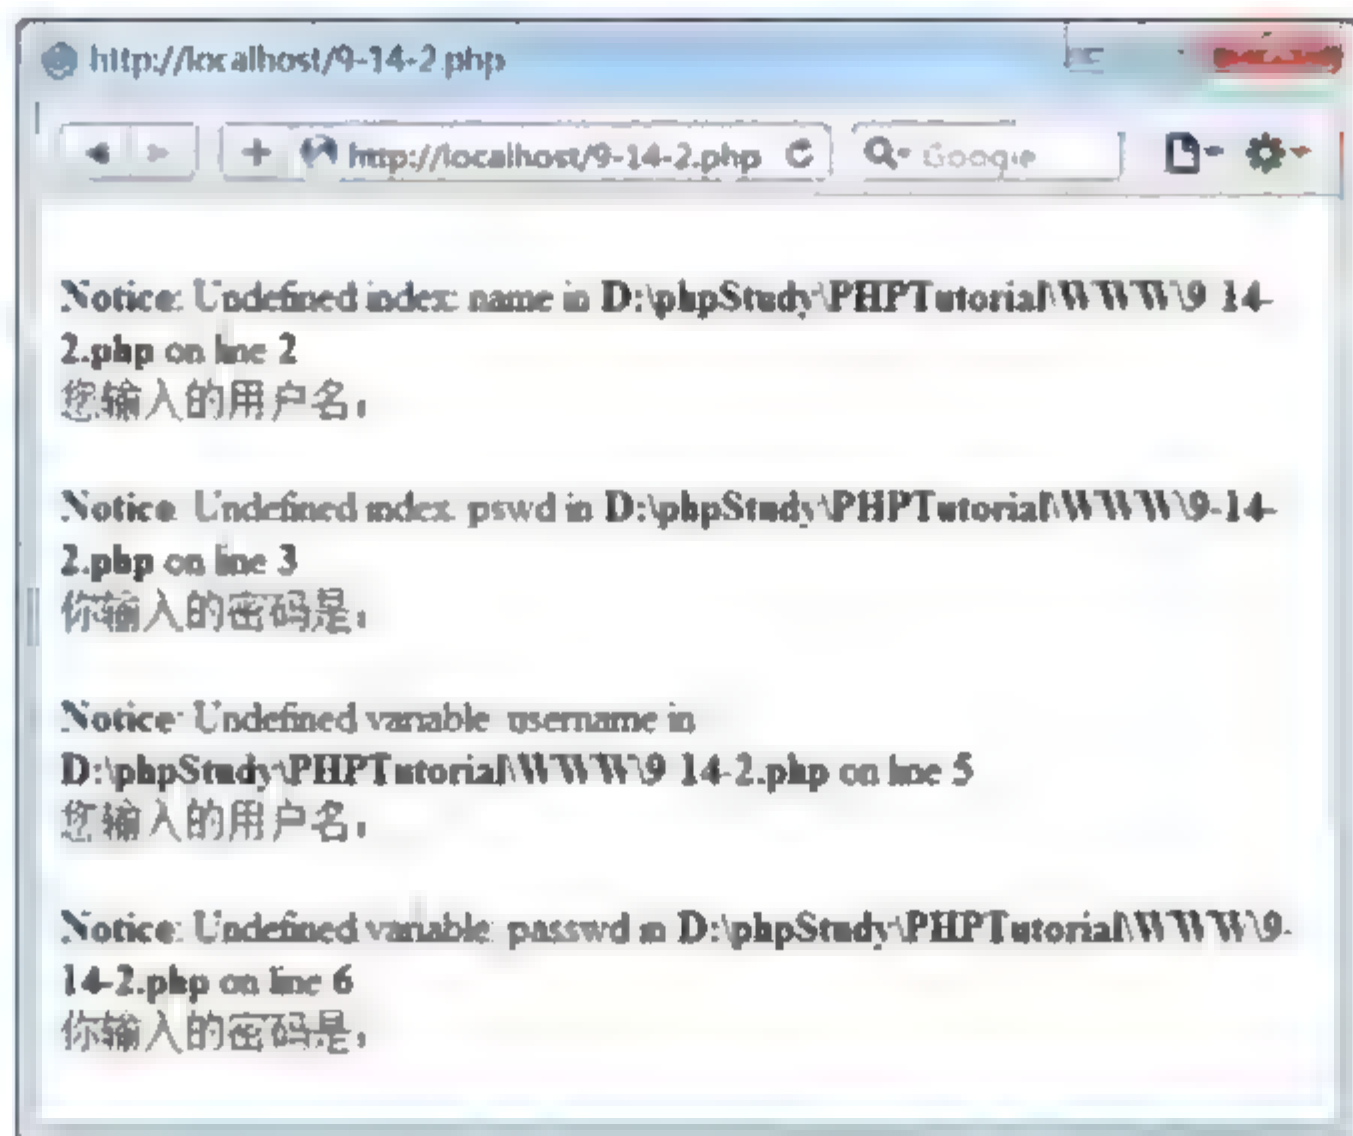 http://localhost/9-14-2.php
http://localhost/9-14-2.php
Google
Notice: Undefined index: name in D:\phpStudy\PHPTutorial\WWW\9-14-
2.php on line 2
您输入的用户名:
Notice: Undefined index: pswd in D:\phpStudy\PHPTutorial\WWW\9-14-
2.php on line 3
你输入的密码是:
Notice: Undefined variable: username in
D:\phpStudy\PHPTutorial\WWW\9-14-2.php on line 5
您输入的用户名:
Notice: Undefined variable: passwd in D:\phpStudy\PHPTutorial\WWW\9-
14-2.php on line 6
你输入的密码是: